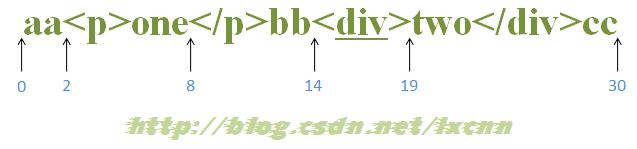 aa<p>one</p>bb<div>two</div>cc
0 2 8 14 19 30
http://blog.csdn.net/lxcnn